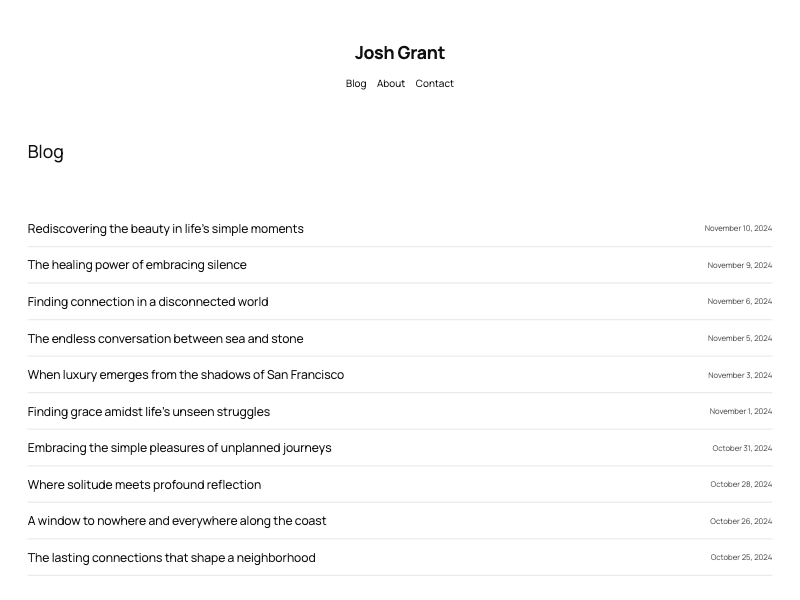 Josh Grant
Blog About Contact
Blog
Rediscovering the beauty in life's simple moments November 10, 2024
The healing power of embracing silence November 9, 2024
Finding connection in a disconnected world November 6, 2024
The endless conversation between sea and stone November 5, 2024
When luxury emerges from the shadows of San Francisco November 3, 2024
Finding grace amidst life's unseen struggles November 1, 2024
Embracing the simple pleasures of unplanned journeys October 31, 2024
Where solitude meets profound reflection October 28, 2024
A window to nowhere and everywhere along the coast October 26, 2024
The lasting connections that shape a neighborhood October 25, 2024